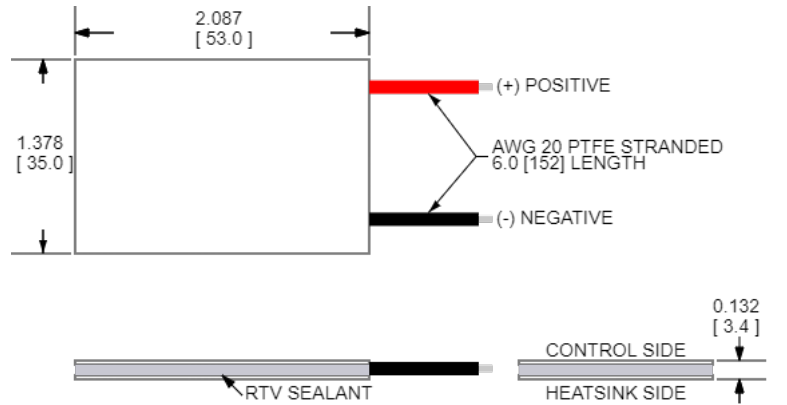 2.087
[ 53.0 ]
(+) POSITIVE
1.378
[ 35.0 ]
AWG 20 PTFE STRANDED
6.0 [152] LENGTH
(-) NEGATIVE
0.132
[ 3.4 ]
CONTROL SIDE
RTV SEALANT
HEATSINK SIDE